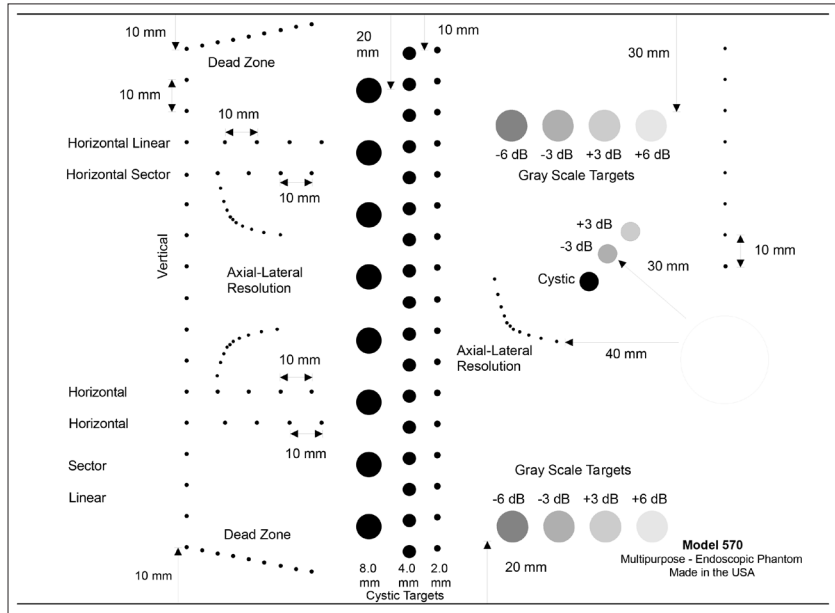 10 mm
Dead Zone
10 mm
10 mm
Horizontal Linear
Horizontal Sector
10 mm
Vertical
Axial-Lateral
Resolution
10 mm
Horizontal
Horizontal
10 mm
Sector
Linear
Dead Zone
10 mm
20
mm
10 mm
8.0
mm
4.0
mm
2.0
mm
Cystic Targets
30 mm
-6 dB
-3 dB
+3 dB
+6 dB
Gray Scale Targets
+3 dB
-3 dB
Cystic
30 mm
10 mm
Axial-Lateral
Resolution
40 mm
Gray Scale Targets
-6 dB
-3 dB
+3 dB
+6 dB
20 mm
Model 570
Multipurpose - Endoscopic Phantom
Made in the USA